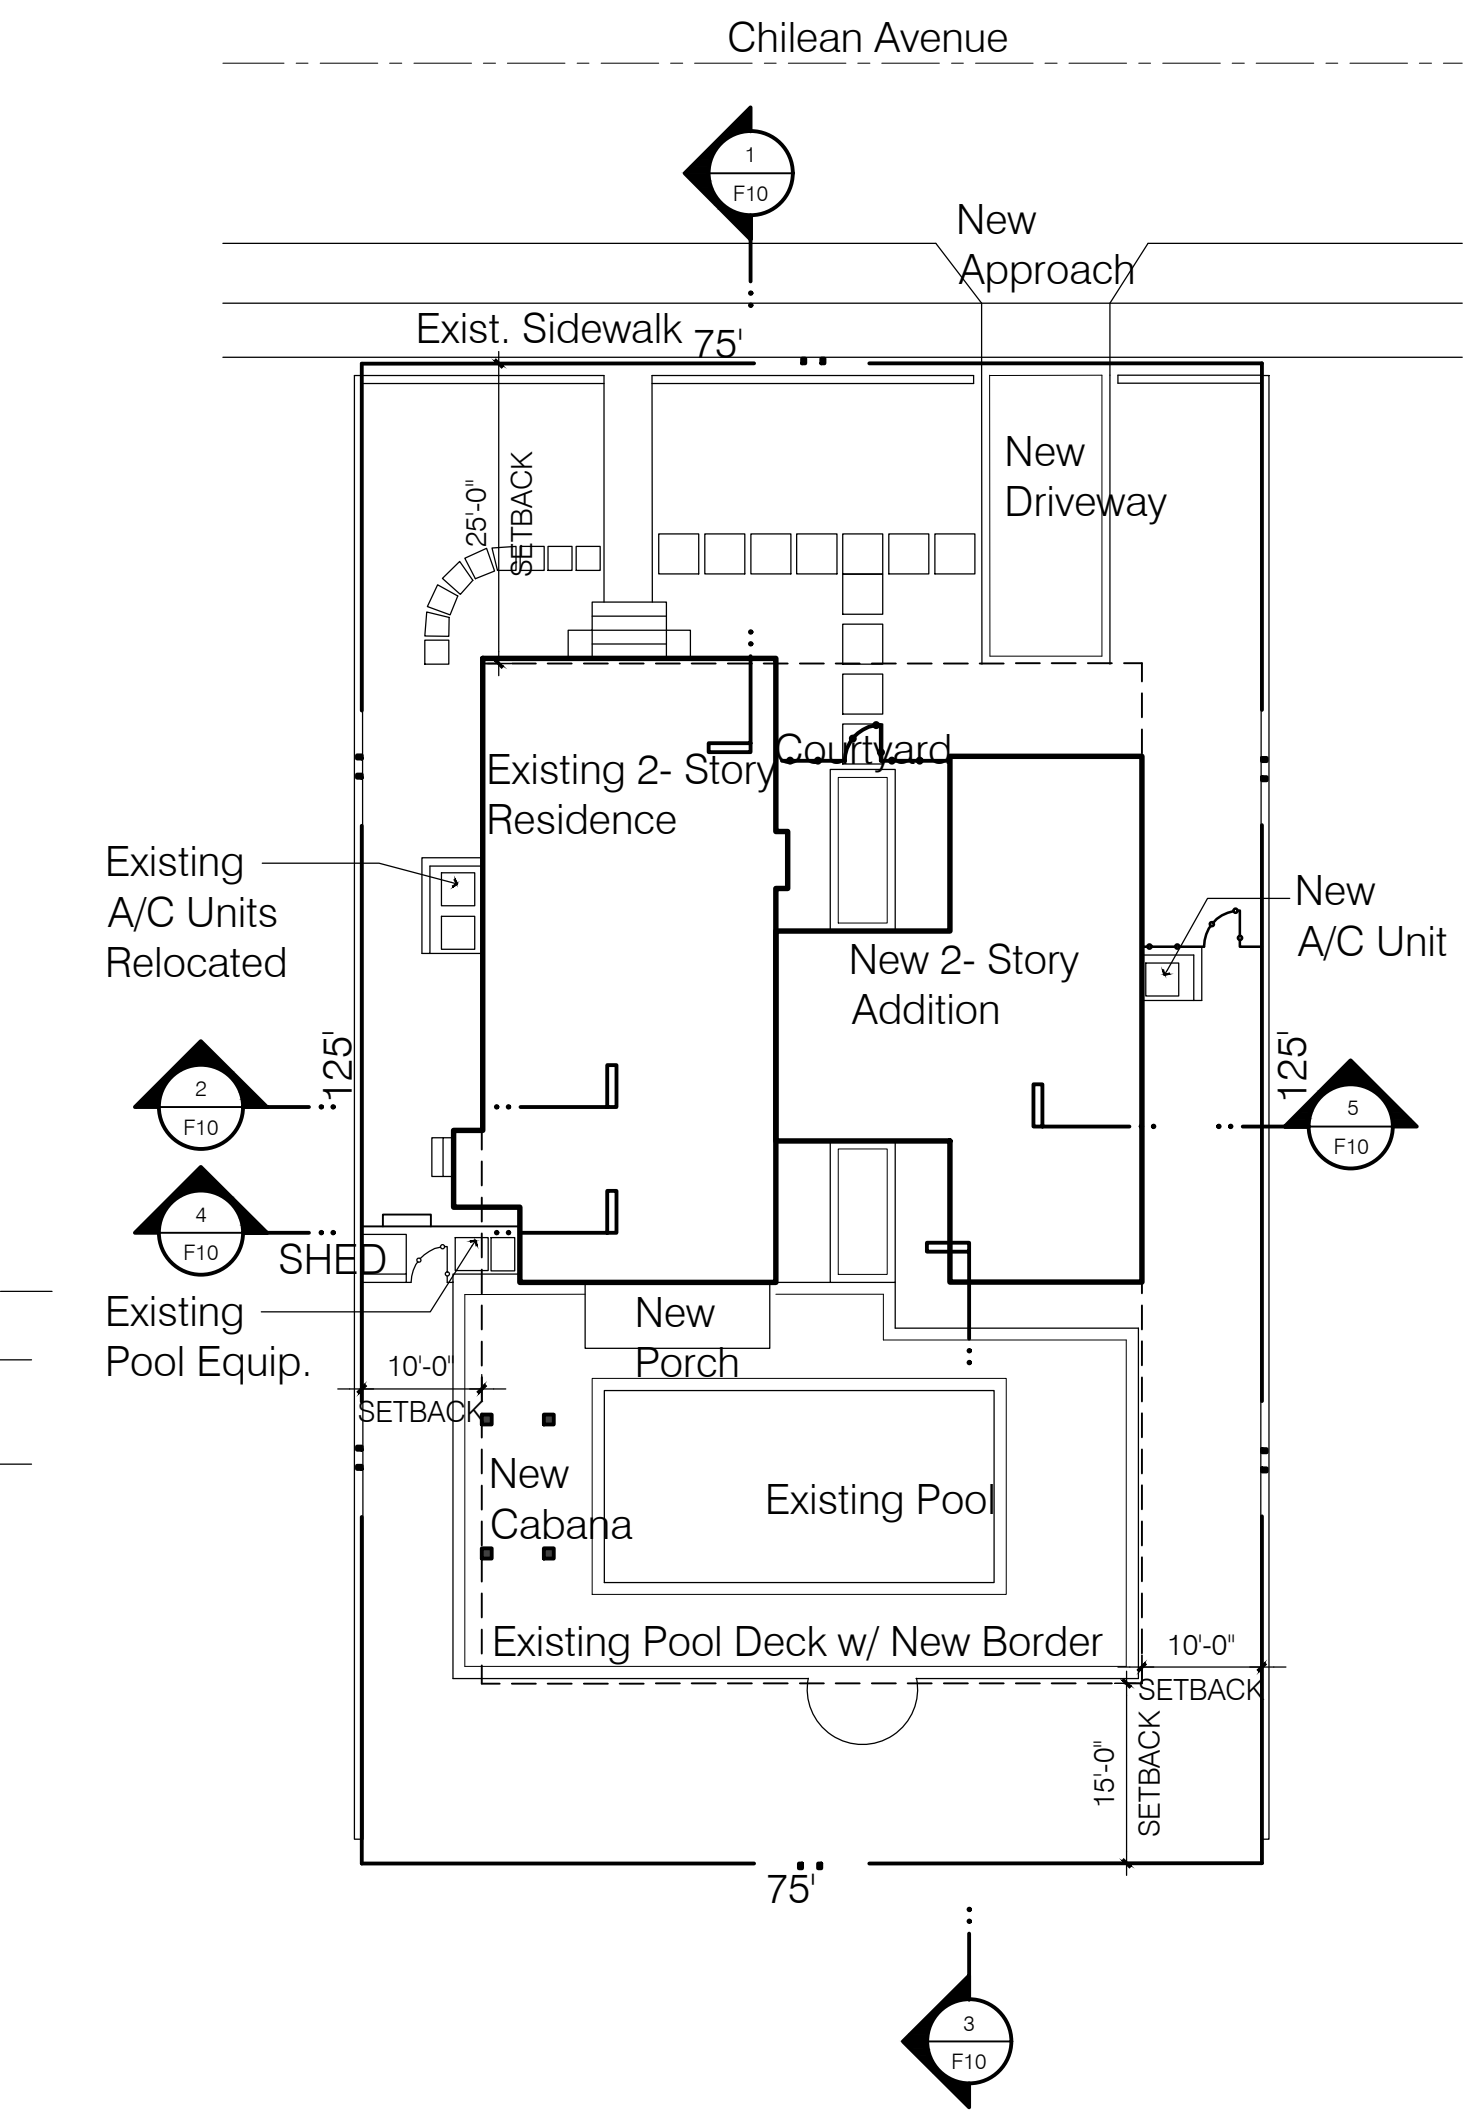 Chilean Avenue
1
F10
New
Approach
Exist. Sidewalk
75'
25'-0"
SETBACK
New
Driveway
Courtyard
Existing 2- Story
Residence
Existing
A/C Units
Relocated
New
A/C Unit
New 2- Story
Addition
125'
125'
2
F10
5
F10
4
F10
SHED
Existing
Pool Equip.
New
Porch
10'-0"
SETBACK
New
Cabana
Existing Pool
Existing Pool Deck w/ New Border
10'-0"
SETBACK
15'-0"
SETBACK
75'
3
F10